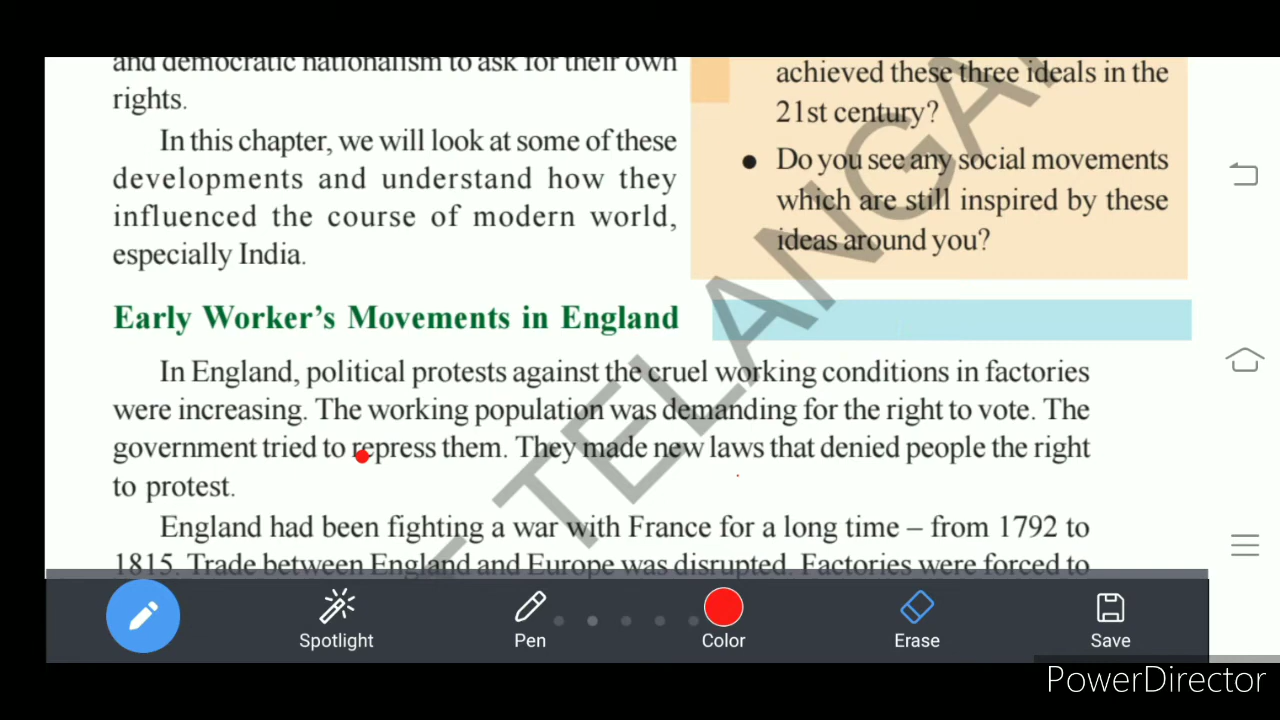 and democratic nationalism to ask for their own
rights.
In this chapter, we will look at some of these
developments and understand how they
influenced the course of modern world,
especially India.
achieved these three ideals in the
21st century?
● Do you see any social movements
which are still inspired by these
ideas around you?
Early Worker's Movements in England
In England, political protests against the cruel working conditions in factories
were increasing. The working population was demanding for the right to vote. The
government tried to repress them. They made new laws that denied people the right
to protest.
England had been fighting a war with France for a long time – from 1792 to
1815. Trade between England and Europe was disrupted. Factories were forced to
TELANGA
Spotlight
Pen
Color
Erase
Save
PowerDirector